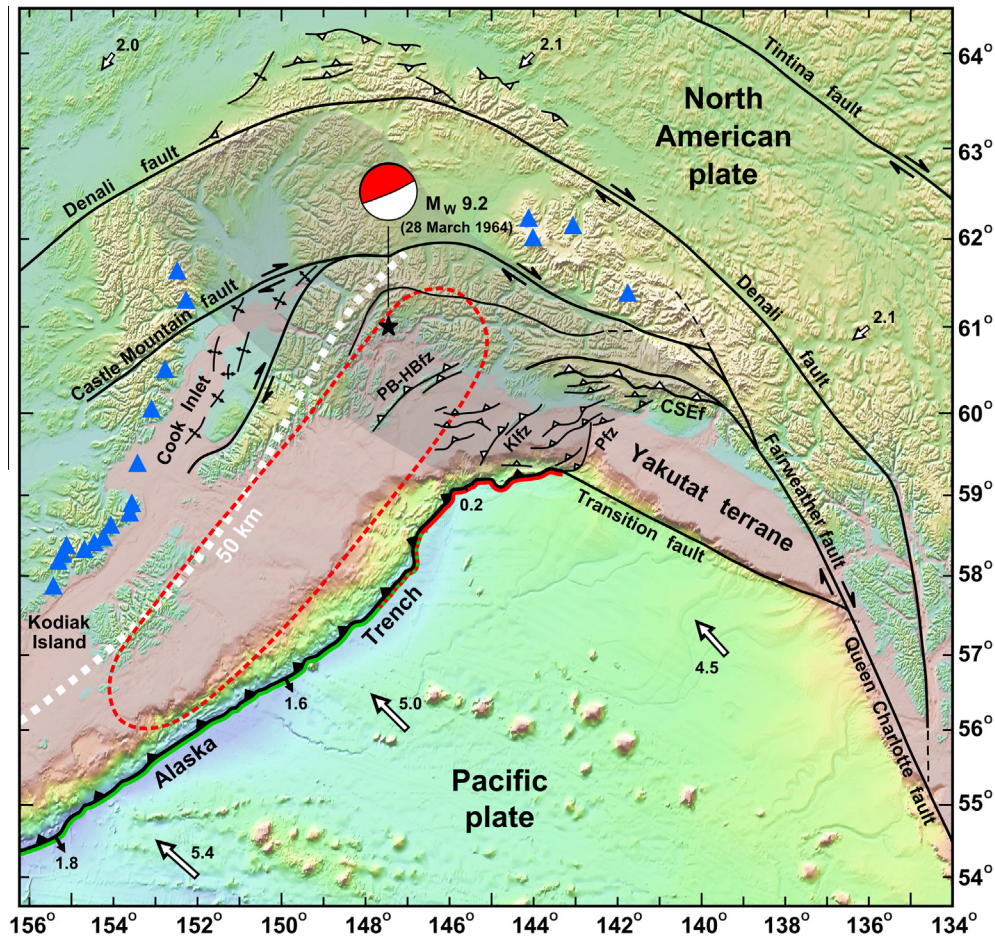 2.0
2.1
64°
Tintina fault
North
American
plate
63°
Denali fault
M W 9.2
(28 March 1964)
62°
Castle Mountain fault
Denali fault
2.1
61°
PB-HBfz
Cook Inlet
CSEf
60°
KIfz
Pfz
Fairweather fault
Yakutat terrane
59°
0.2
Transition fault
50 km
58°
Kodiak
Island
Trench
57°
4.5
1.6
5.0
Queen Charlotte fault
56°
Alaska
Pacific
plate
55°
1.8
5.4
54°
156° 154° 152° 150° 148° 146° 144° 142° 140° 138° 136° 134°